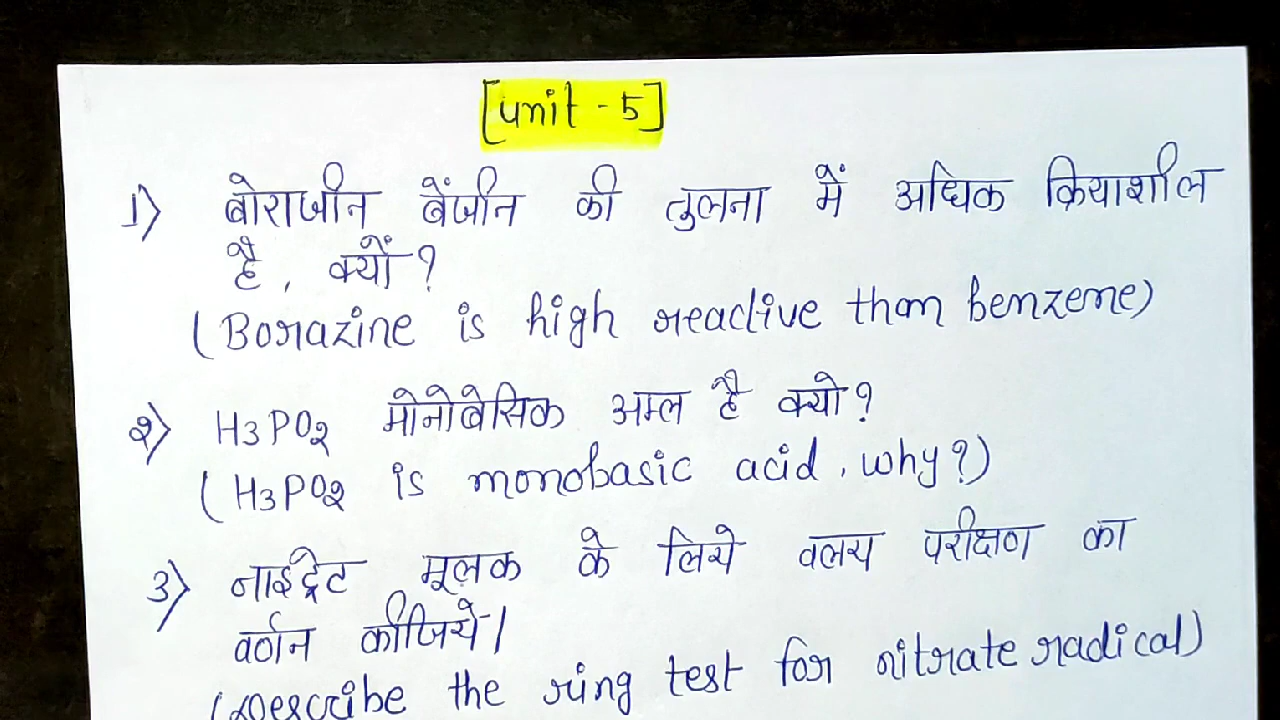 [Unit - 5]
1) बोराजीन बेंजीन की तुलना में अधिक क्रियाशील
है, क्यों?
(Borazine is high reactive than benzene)
2) H3PO2 मोनोबेसिक अम्ल है क्यो?
(H3PO2 is monobasic acid, why?)
3) नाइट्रेट मूलक के लिये वलय परीक्षण का
वर्णन कीजिये।
(Describe the ring test for nitrate radical)